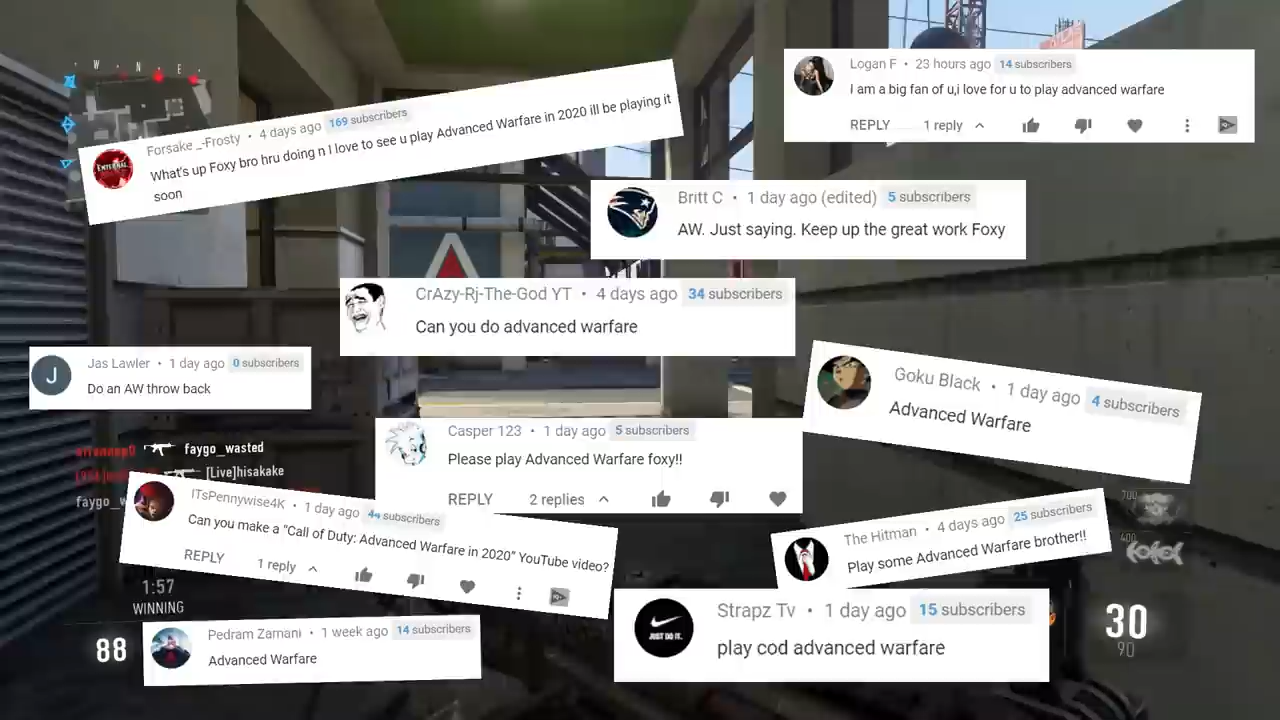 W N E
Forsake _-Frosty • 4 days ago 169 subscribers
What's up Foxy bro hru doing n I love to see u play Advanced Warfare in 2020 ill be playing it
soon
Logan F • 23 hours ago 14 subscribers
I am a big fan of u,i love for u to play advanced warfare
REPLY 1 reply
Britt C • 1 day ago (edited) 5 subscribers
AW. Just saying. Keep up the great work Foxy
CrAzy-Rj-The-God YT • 4 days ago 34 subscribers
Can you do advanced warfare
J
Jas Lawler • 1 day ago 0 subscribers
Do an AW throw back
Goku Black • 1 day ago 4 subscribers
Advanced Warfare
Casper 123 • 1 day ago 5 subscribers
Please play Advanced Warfare foxy!!
REPLY 2 replies
faygo_wasted
[Live]hisakake
faygo_w
ITsPennywise4K • 1 day ago 44 subscribers
Can you make a "Call of Duty: Advanced Warfare in 2020" YouTube video?
REPLY 1 reply
700
400
The Hitman • 4 days ago 25 subscribers
Play some Advanced Warfare brother!!
1:57
WINNING
88
Pedram Zamani • 1 week ago 14 subscribers
Advanced Warfare
JUST DO IT.
Strapz Tv • 1 day ago 15 subscribers
play cod advanced warfare
30
90